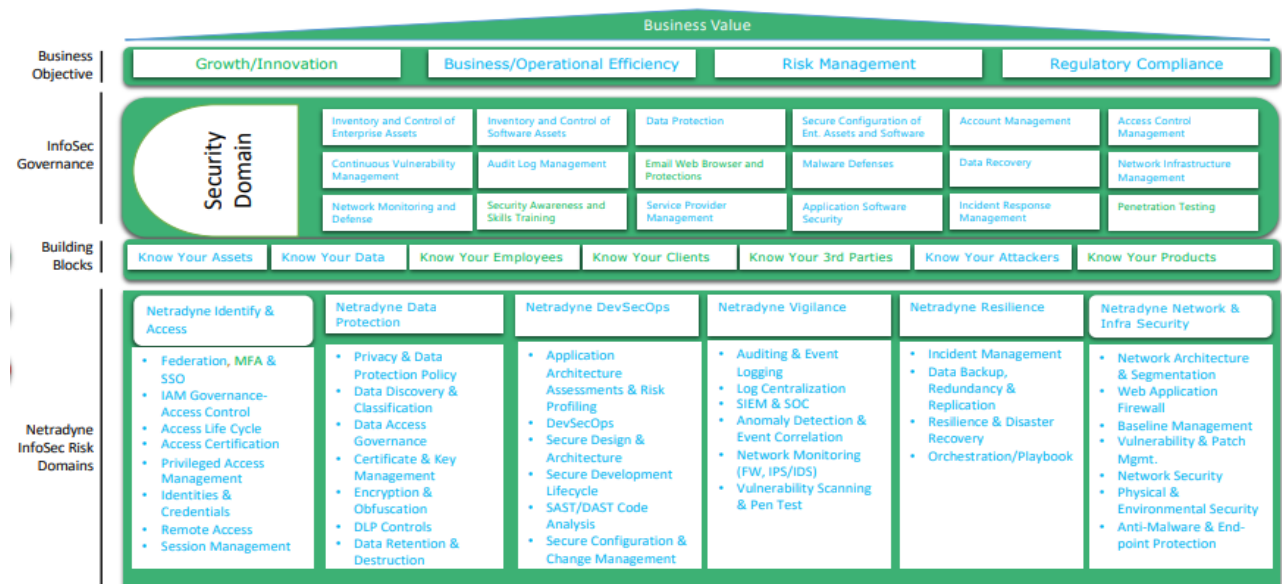 Business Value
Business
Objective
Growth/Innovation
Business/Operational Efficiency
Risk Management
Regulatory Compliance
InfoSec
Governance
Security
Domain
Inventory and Control of
Enterprise Assets
Inventory and Control of
Software Assets
Data Protection
Secure Configuration of
Ent. Assets and Software
Account Management
Access Control
Management
Continuous Vulnerability
Management
Audit Log Management
Email Web Browser and
Protections
Malware Defenses
Data Recovery
Network Infrastructure
Management
Network Monitoring and
Defense
Security Awareness and
Skills Training
Service Provider
Management
Application Software
Security
Incident Response
Management
Penetration Testing
Building
Blocks
Know Your Assets
Know Your Data
Know Your Employees
Know Your Clients
Know Your 3rd Parties
Know Your Attackers
Know Your Products
Netradyne
InfoSec Risk
Domains
Netradyne Identify &
Access
• Federation, MFA &
SSO
• IAM Governance-
Access Control
• Access Life Cycle
• Access Certification
• Privileged Access
Management
• Identities &
Credentials
• Remote Access
• Session Management
Netradyne Data
Protection
• Privacy & Data
Protection Policy
• Data Discovery &
Classification
• Data Access
Governance
• Certificate & Key
Management
• Encryption &
Obfuscation
• DLP Controls
• Data Retention &
Destruction
Netradyne DevSecOps
• Application
Architecture
Assessments & Risk
Profiling
• DevSecOps
• Secure Design &
Architecture
• Secure Development
Lifecycle
• SAST/DAST Code
Analysis
• Secure Configuration &
Change Management
Netradyne Vigilance
• Auditing & Event
Logging
• Log Centralization
• SIEM & SOC
• Anomaly Detection &
Event Correlation
• Network Monitoring
(FW, IPS/IDS)
• Vulnerability Scanning
& Pen Test
Netradyne Resilience
• Incident Management
• Data Backup,
Redundancy &
Replication
• Resilience & Disaster
Recovery
• Orchestration/Playbook
Netradyne Network &
Infra Security
• Network Architecture
& Segmentation
• Web Application
Firewall
• Baseline Management
• Vulnerability & Patch
Mgmt.
• Network Security
• Physical &
Environmental Security
• Anti-Malware & End-
point Protection